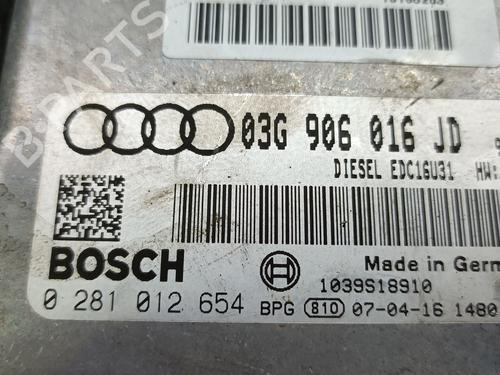 03G 906 016 JD
DIESEL EDC16U31 HW:
BOSCH
Made in Germ
1039S18910
0 281 012 654 BPG 810 07-04-16 1480
B-PARTS